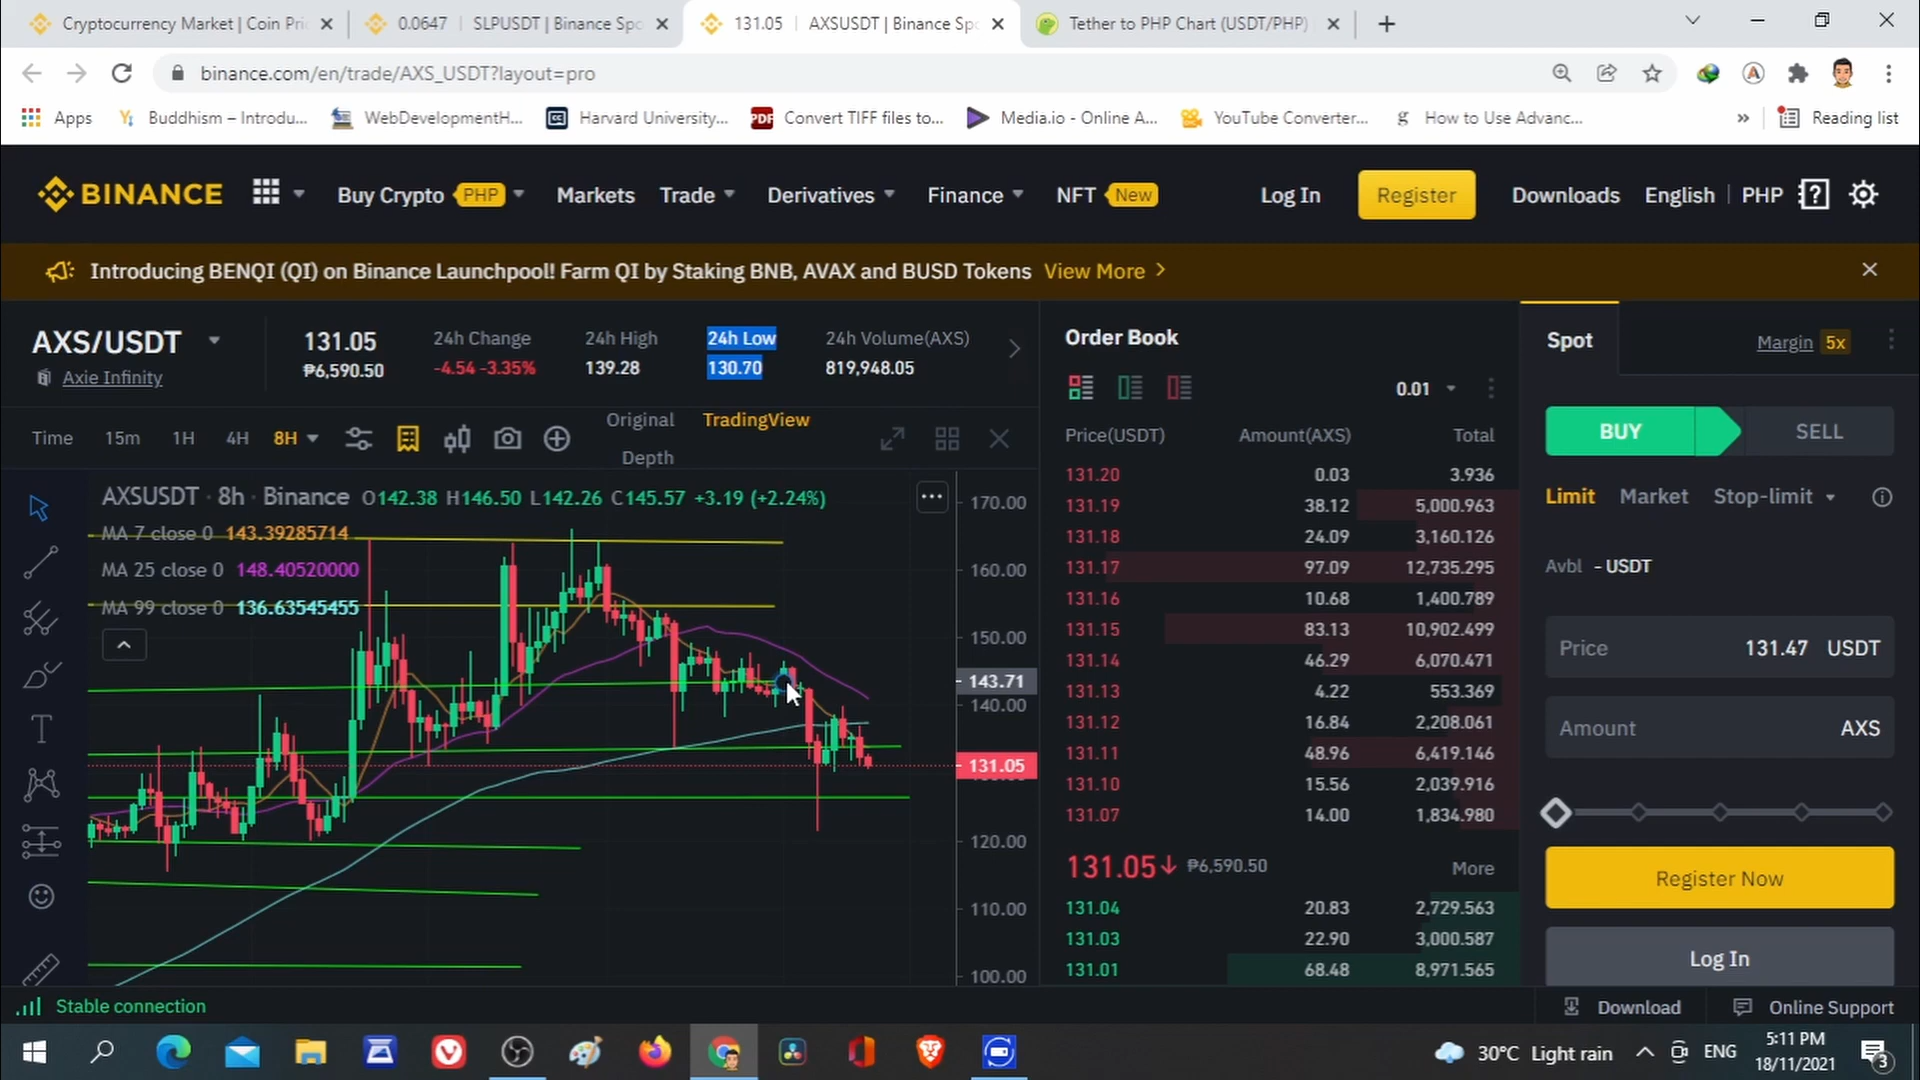 Cryptocurrency Market | Coin Pri
0.0647 | SLPUSDT | Binance Spo
131.05 | AXSUSDT | Binance Spo
Tether to PHP Chart (USDT/PHP)
binance.com/en/trade/AXS_USDT?layout=pro
Apps
Buddhism – Introdu...
WebDevelopmentH...
Harvard University...
PDF
Convert TIFF files to...
Media.io - Online A...
YouTube Converter...
g How to Use Advanc...
» Reading list
BINANCE
Buy Crypto PHP
Markets
Trade
Derivatives
Finance
NFT New
Log In
Register
Downloads
English | PHP
Introducing BENQI (QI) on Binance Launchpool! Farm QI by Staking BNB, AVAX and BUSD Tokens View More
AXS/USDT
Axie Infinity
131.05
₱6,590.50
24h Change
-4.54 -3.35%
24h High
139.28
24h Low
130.70
24h Volume(AXS)
819,948.05
Time 15m 1H 4H 8H
Original
TradingView
Depth
AXSUSDT · 8h · Binance O142.38 H146.50 L142.26 C145.57 +3.19 (+2.24%)
MA 7 close 0 143.39285714
MA 25 close 0 148.40520000
MA 99 close 0 136.63545455
170.00
160.00
150.00
143.71
140.00
131.05
120.00
110.00
100.00
Order Book
0.01
Price(USDT) Amount(AXS) Total
131.20 0.03 3.936
131.19 38.12 5,000.963
131.18 24.09 3,160.126
131.17 97.09 12,735.295
131.16 10.68 1,400.789
131.15 83.13 10,902.499
131.14 46.29 6,070.471
131.13 4.22 553.369
131.12 16.84 2,208.061
131.11 48.96 6,419.146
131.10 15.56 2,039.916
131.07 14.00 1,834.980
131.05↓ ₱6,590.50 More
131.04 20.83 2,729.563
131.03 22.90 3,000.587
131.01 68.48 8,971.565
Spot
Margin 5x
BUY
SELL
Limit Market Stop-limit
Avbl - USDT
Price 131.47 USDT
Amount AXS
Register Now
Log In
Stable connection
Download
Online Support
30°C Light rain
ENG
5:11 PM
18/11/2021
3